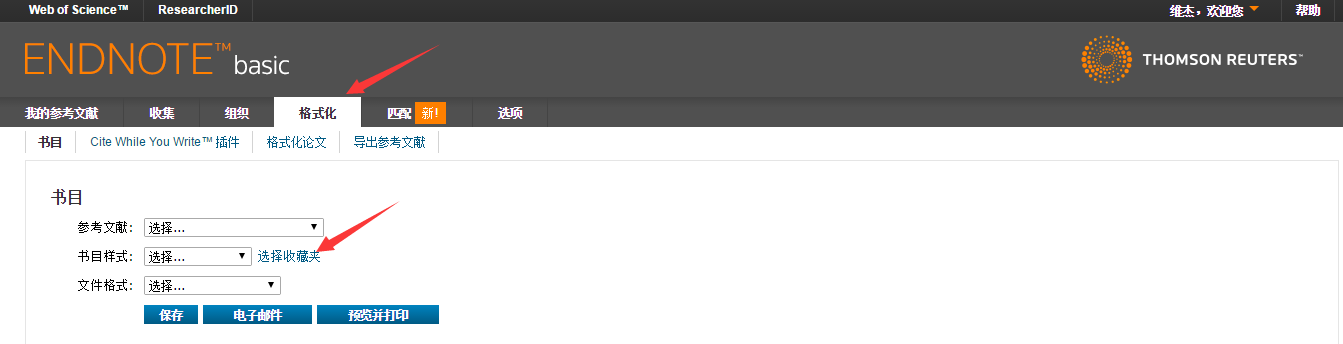 Web of Science™ ResearcherID 维杰，欢迎您 帮助
ENDNOTE™ basic THOMSON REUTERS™
我的参考文献 收集 组织 格式化 匹配 新! 选项
书目 Cite While You Write™ 插件 格式化论文 导出参考文献
书目
参考文献: 选择...
书目样式: 选择... 选择收藏夹
文件格式: 选择...
保存 电子邮件 预览并打印